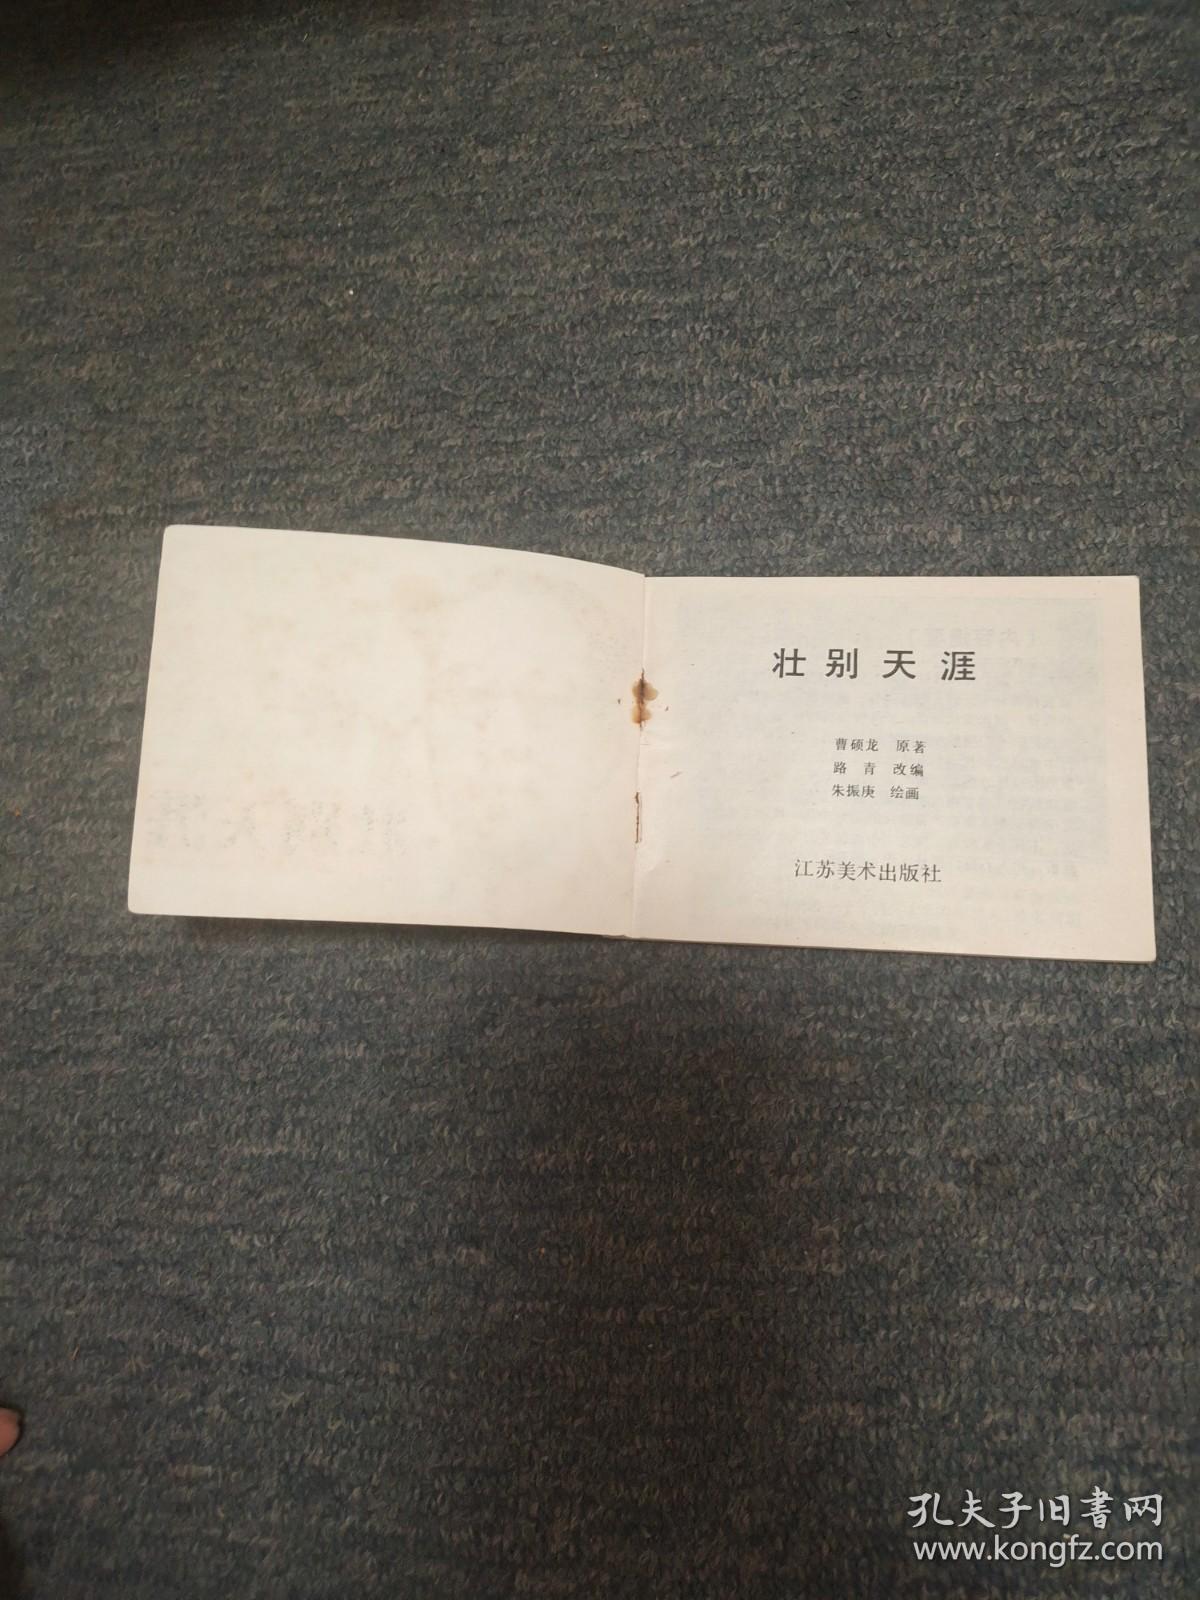 壮别天涯
曹硕龙 原著
路青 改编
朱振庚 绘画
江苏美术出版社
孔夫子旧書网
www.kongfz.com